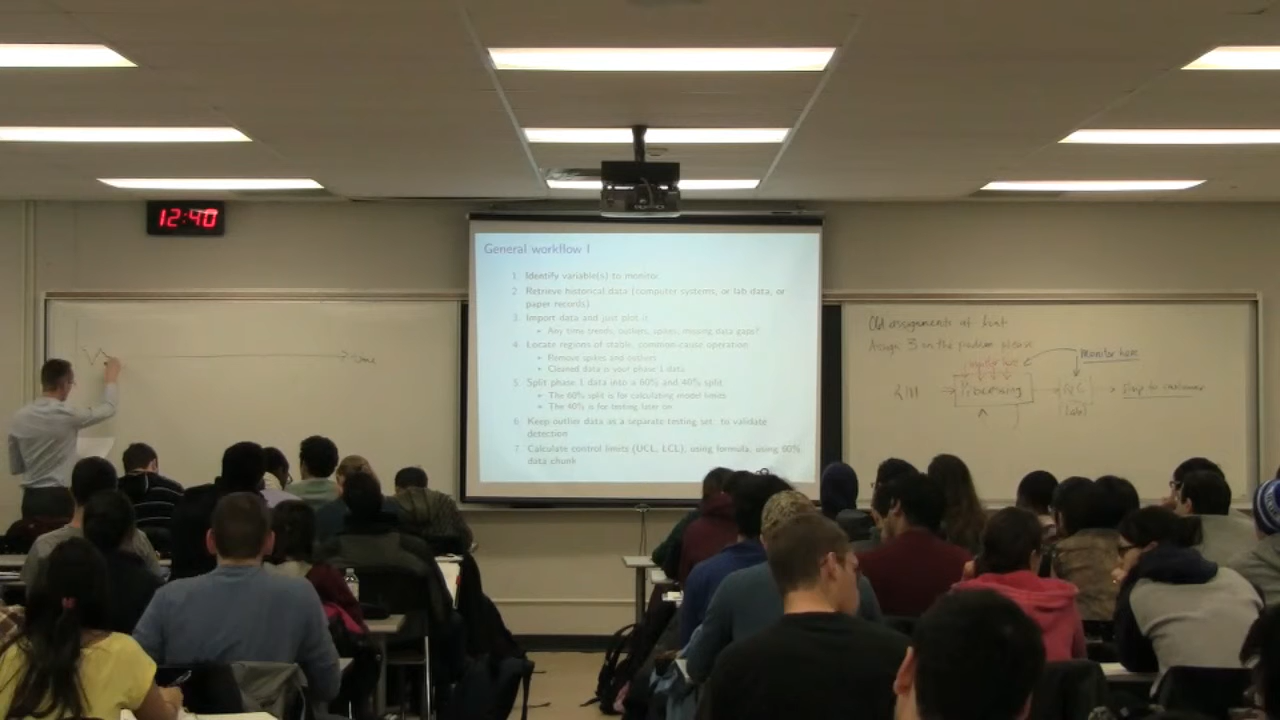 12:40
General workflow I
1. Identify variable(s) to monitor.
2. Retrieve historical data (computer systems, or lab data, or
paper records)
3. Import data and just plot it.
Any time trends, outliers, spikes, missing data gaps?
4. Locate regions of stable, common-cause operation
Remove spikes and outliers
Cleaned data is your phase 1 data
5. Split phase 1 data into a 60% and 40% split
The 60% split is for calculating model limits
The 40% is for testing later on
6. Keep outlier data as a separate testing set: to validate
detection
7. Calculate control limits (UCL, LCL), using formula, using 60%
data chunk
time
Old assignments at front
Assign 3 on the podium please
Monitor here
Processing
(Lab)
Ship to customer